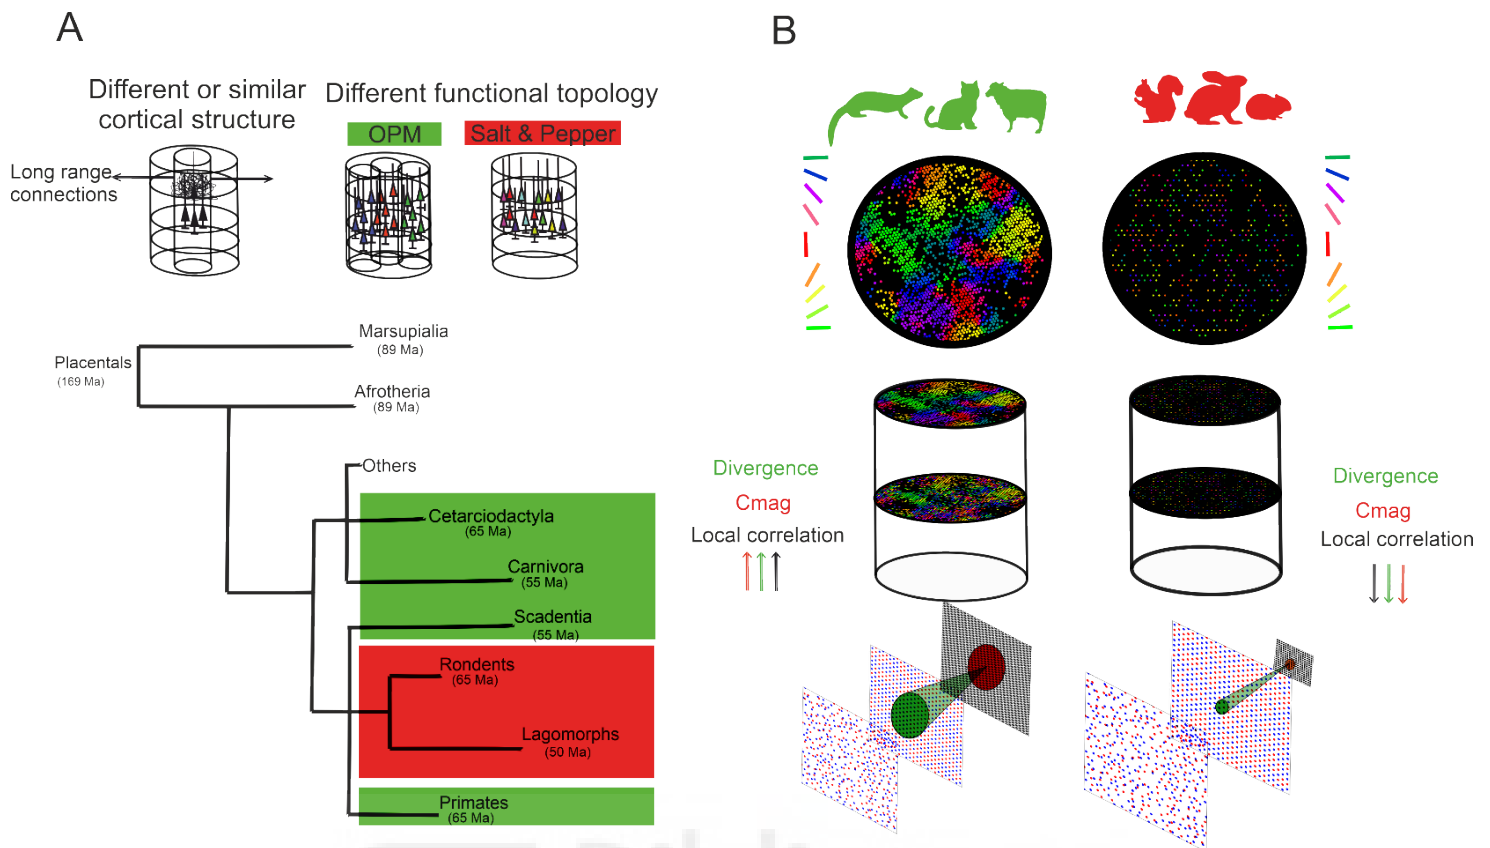 A
Different or similar
cortical structure
Long range
connections
Different functional topology
OPM
Salt & Pepper
Placentals
(169 Ma)
Marsupialia
(89 Ma)
Afrotheria
(89 Ma)
Others
Cetarciodactyla
(65 Ma)
Carnivora
(55 Ma)
Scadentia
(55 Ma)
Rondents
(65 Ma)
Lagomorphs
(50 Ma)
Primates
(65 Ma)
B
Divergence
Cmag
Local correlation
Divergence
Cmag
Local correlation